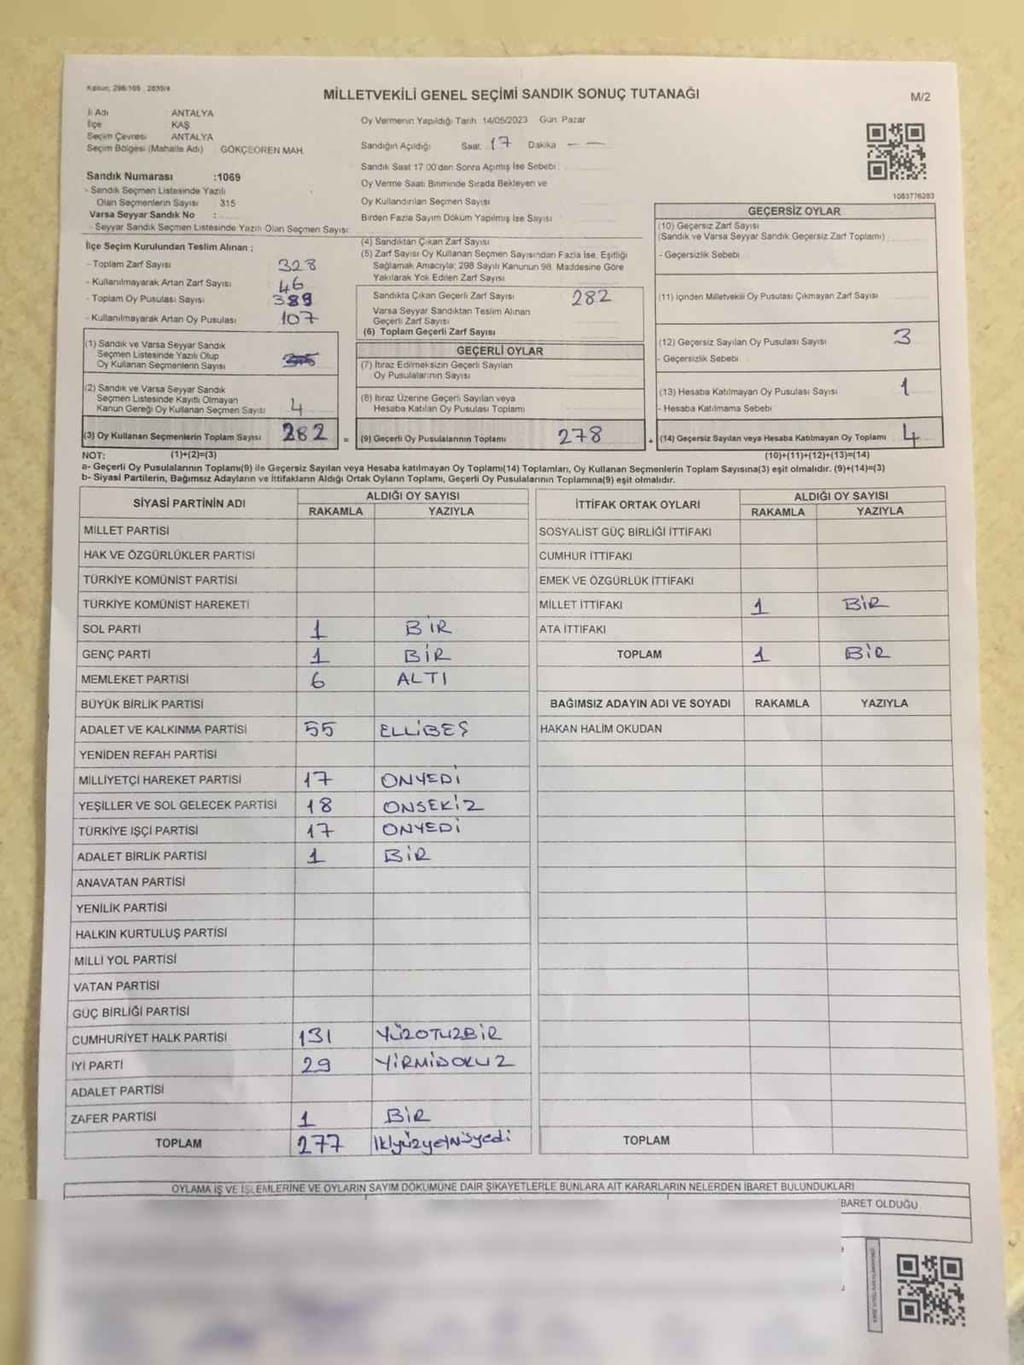 Kanun: 298/105 , 2839/4
MİLLETVEKİLİ GENEL SEÇİMİ SANDIK SONUÇ TUTANAĞI
M/2
İl Adı ANTALYA
İlçe KAŞ
Seçim Çevresi ANTALYA
Seçim Bölgesi (Mahalle Adı) GÖKÇEÖREN MAH.
Sandık Numarası :1069
- Sandık Seçmen Listesinde Yazılı
Olan Seçmenlerin Sayısı 315
Varsa Seyyar Sandık No :
- Seyyar Sandık Seçmen Listesinde Yazılı Olan Seçmen Sayısı:
Oy Vermenin Yapıldığı Tarih 14/05/2023 Gün Pazar
Sandığın Açıldığı Saat 17 Dakika — —
Sandık Saat 17:00'den Sonra Açılmış İse Sebebi
Oy Verme Saati Bitiminde Sırada Bekleyen ve
Oy Kullandırılan Seçmen Sayısı
Birden Fazla Sayım Döküm Yapılmış İse Sayısı
1083776283
İlçe Seçim Kurulundan Teslim Alınan :
- Toplam Zarf Sayısı 328
- Kullanılmayarak Artan Zarf Sayısı 46
- Toplam Oy Pusulası Sayısı 389
- Kullanılmayarak Artan Oy Pusulası 107
(1) Sandık ve Varsa Seyyar Sandık
Seçmen Listesinde Yazılı Olup
Oy Kullanan Seçmenlerin Sayısı
(2) Sandık ve Varsa Seyyar Sandık
Seçmen Listesinde Kayıtlı Olmayan
Kanun Gereği Oy Kullanan Seçmen Sayısı 4
(3) Oy Kullanan Seçmenlerin Toplam Sayısı 282 =
(4) Sandıktan Çıkan Zarf Sayısı
(5) Zarf Sayısı Oy Kullanan Seçmen Sayısından Fazla İse, Eşitliği
Sağlamak Amacıyla; 298 Sayılı Kanunun 98. Maddesine Göre
Yakılarak Yok Edilen Zarf Sayısı
Sandıkta Çıkan Geçerli Zarf Sayısı 282
Varsa Seyyar Sandıktan Teslim Alınan
Geçerli Zarf Sayısı
(6) Toplam Geçerli Zarf Sayısı
GEÇERLİ OYLAR
(7) İtiraz Edilmeksizin Geçerli Sayılan
Oy Pusulalarının Sayısı
(8) İtiraz Üzerine Geçerli Sayılan veya
Hesaba Katılan Oy Pusulası Toplamı
(9) Geçerli Oy Pusulalarının Toplamı 278 +
GEÇERSİZ OYLAR
(10) Geçersiz Zarf Sayısı
(Sandık ve Varsa Seyyar Sandık Geçersiz Zarf Toplamı)
- Geçersizlik Sebebi
(11) İçinden Milletvekili Oy Pusulası Çıkmayan Zarf Sayısı
(12) Geçersiz Sayılan Oy Pusulası Sayısı 3
- Geçersizlik Sebebi
(13) Hesaba Katılmayan Oy Pusulası Sayısı 1
- Hesaba Katılmama Sebebi
(14) Geçersiz Sayılan veya Hesaba Katılmayan Oy Toplamı 4
NOT: (1)+(2)=(3) (10)+(11)+(12)+(13)=(14)
a- Geçerli Oy Pusulalarının Toplamı(9) ile Geçersiz Sayılan veya Hesaba katılmayan Oy Toplamı(14) Toplamları, Oy Kullanan Seçmenlerin Toplam Sayısına(3) eşit olmalıdır. (9)+(14)=(3)
b- Siyasi Partilerin, Bağımsız Adayların ve İttifakların Aldığı Ortak Oyların Toplamı, Geçerli Oy Pusulalarının Toplamına(9) eşit olmalıdır.
SİYASİ PARTİNİN ADI ALDIĞI OY SAYISI
RAKAMLA YAZIYLA
MİLLET PARTİSİ
HAK VE ÖZGÜRLÜKLER PARTİSİ
TÜRKİYE KOMÜNİST PARTİSİ
TÜRKİYE KOMÜNİST HAREKETİ
SOL PARTİ 1 BİR
GENÇ PARTİ 1 BİR
MEMLEKET PARTİSİ 6 ALTI
BÜYÜK BİRLİK PARTİSİ
ADALET VE KALKINMA PARTİSİ 55 ELLİBEŞ
YENİDEN REFAH PARTİSİ
MİLLİYETÇİ HAREKET PARTİSİ 17 ONYEDİ
YEŞİLLER VE SOL GELECEK PARTİSİ 18 ONSEKİZ
TÜRKİYE İŞÇİ PARTİSİ 17 ONYEDİ
ADALET BİRLİK PARTİSİ 1 BİR
ANAVATAN PARTİSİ
YENİLİK PARTİSİ
HALKIN KURTULUŞ PARTİSİ
MİLLİ YOL PARTİSİ
VATAN PARTİSİ
GÜÇ BİRLİĞİ PARTİSİ
CUMHURİYET HALK PARTİSİ 131 YÜZOTUZBİR
İYİ PARTİ 29 YİRMİDOKUZ
ADALET PARTİSİ
ZAFER PARTİSİ 1 BİR
TOPLAM 277 İkiyüzyetmişyedi
İTTİFAK ORTAK OYLARI ALDIĞI OY SAYISI
RAKAMLA YAZIYLA
SOSYALİST GÜÇ BİRLİĞİ İTTİFAKI
CUMHUR İTTİFAKI
EMEK VE ÖZGÜRLÜK İTTİFAKI
MİLLET İTTİFAKI 1 BİR
ATA İTTİFAKI
TOPLAM 1 BİR
BAĞIMSIZ ADAYIN ADI VE SOYADI RAKAMLA YAZIYLA
HAKAN HALİM OKUDAN
TOPLAM
OYLAMA İŞ VE İŞLEMLERİNE VE OYLARIN SAYIM DÖKÜMÜNE DAİR ŞİKAYETLERLE BUNLARA AİT KARARLARIN NELERDEN İBARET BULUNDUKLARI
BARET OLDUĞU